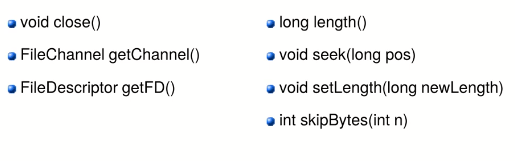 void close()
FileChannel getChannel()
FileDescriptor getFD()
long length()
void seek(long pos)
void setLength(long newLength)
int skipBytes(int n)